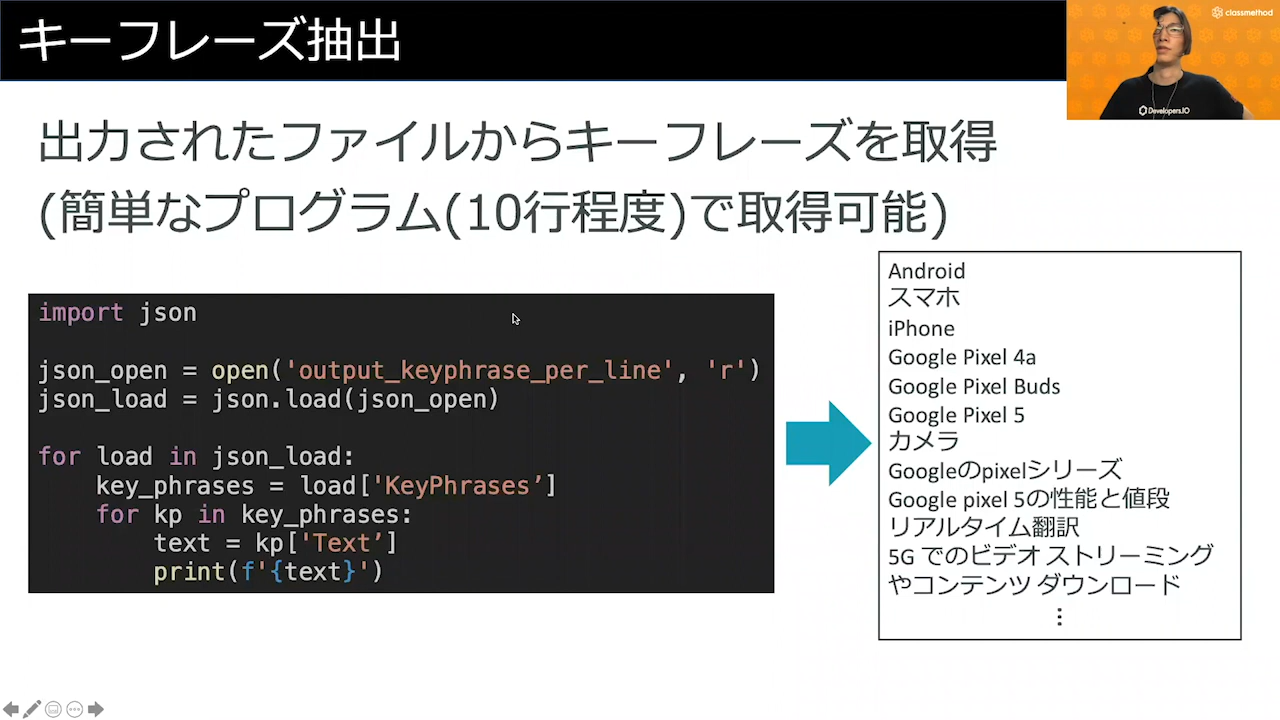 キーフレーズ抽出
classmethod
Developers.IO
出力されたファイルからキーフレーズを取得
(簡単なプログラム(10行程度)で取得可能)
import json
json_open = open('output_keyphrase_per_line', 'r')
json_load = json.load(json_open)
for load in json_load:
    key_phrases = load['KeyPhrases’]
    for kp in key_phrases:
        text = kp['Text’]
        print(f'{text}')
Android
スマホ
iPhone
Google Pixel 4a
Google Pixel Buds
Google Pixel 5
カメラ
Googleのpixelシリーズ
Google pixel 5の性能と値段
リアルタイム翻訳
5G でのビデオ ストリーミング
やコンテンツ ダウンロード
⋮